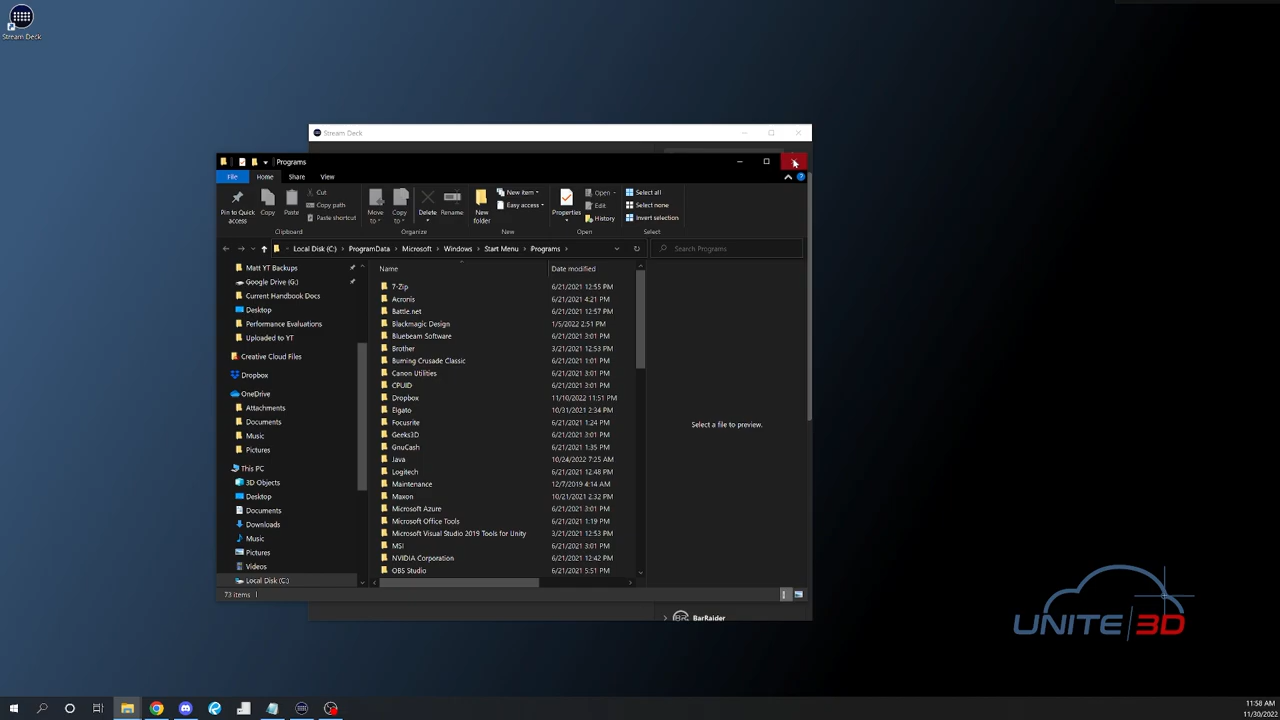 Stream Deck
Stream Deck
Programs
File Home Share View
Pin to Quick access
Copy
Paste
Cut
Copy path
Paste shortcut
Clipboard
Move to
Copy to
Delete
Rename
Organize
New folder
New item
Easy access
New
Properties
Open
Edit
History
Open
Select all
Select none
Invert selection
Select
Local Disk (C:) > ProgramData > Microsoft > Windows > Start Menu > Programs >
Search Programs
Matt YT Backups
Google Drive (G:)
Current Handbook Docs
Desktop
Performance Evaluations
Uploaded to YT
Creative Cloud Files
Dropbox
OneDrive
Attachments
Documents
Music
Pictures
This PC
3D Objects
Desktop
Documents
Downloads
Music
Pictures
Videos
Local Disk (C:)
Name Date modified
7-Zip 6/21/2021 12:55 PM
Acronis 6/21/2021 4:21 PM
Battle.net 6/21/2021 12:57 PM
Blackmagic Design 1/5/2022 2:51 PM
Bluebeam Software 6/21/2021 3:01 PM
Brother 3/21/2021 12:53 PM
Burning Crusade Classic 6/21/2021 1:01 PM
Canon Utilities 6/21/2021 3:01 PM
CPUID 6/21/2021 3:01 PM
Dropbox 11/10/2022 11:51 PM
Elgato 10/31/2021 2:34 PM
Focusrite 6/21/2021 1:24 PM
Geeks3D 6/21/2021 3:01 PM
GnuCash 6/21/2021 1:35 PM
Java 10/24/2022 7:25 AM
Logitech 6/21/2021 12:48 PM
Maintenance 12/7/2019 4:14 AM
Maxon 10/21/2021 2:32 PM
Microsoft Azure 6/21/2021 3:01 PM
Microsoft Office Tools 6/21/2021 1:19 PM
Microsoft Visual Studio 2019 Tools for Unity 3/21/2021 12:53 PM
MSI 6/21/2021 3:01 PM
NVIDIA Corporation 6/21/2021 12:42 PM
OBS Studio 6/21/2021 5:51 PM
Select a file to preview.
73 items
BarRaider
UNITE 3D
11:58 AM
11/30/2022